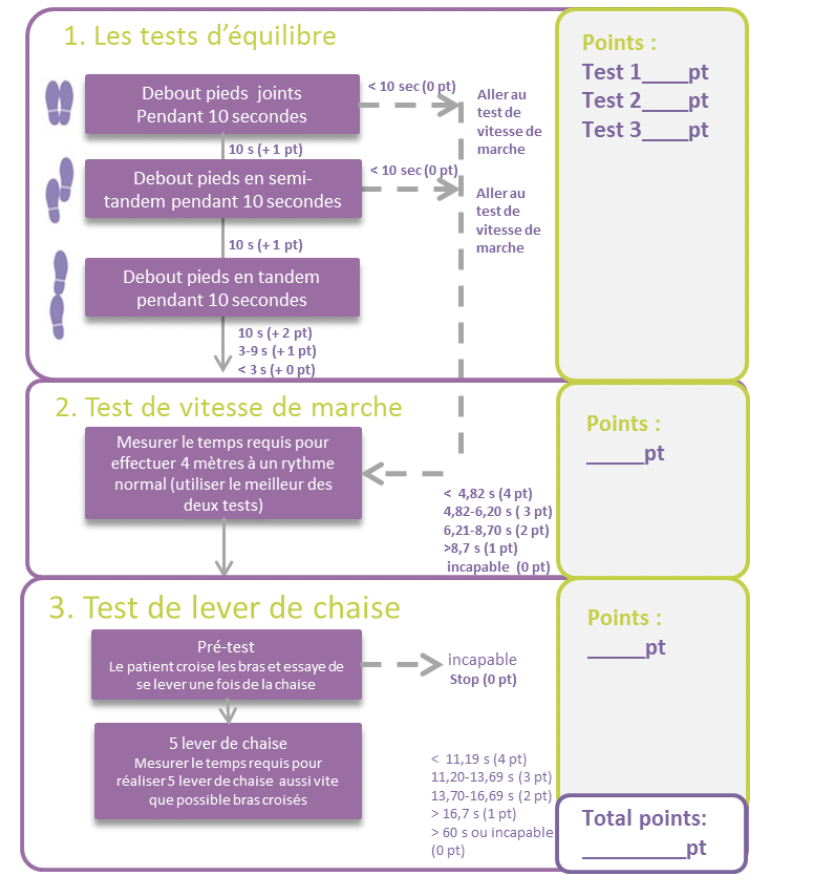 1. Les tests d'équilibre
Points :
Test 1____pt
Test 2____pt
Test 3____pt
Debout pieds joints
Pendant 10 secondes
< 10 sec (0 pt)
Aller au
test de
vitesse de
marche
10 s (+ 1 pt)
Debout pieds en semi-
tandem pendant 10 secondes
< 10 sec (0 pt)
Aller au
test de
vitesse de
marche
10 s (+ 1 pt)
Debout pieds en tandem
pendant 10 secondes
10 s (+ 2 pt)
3-9 s (+ 1 pt)
< 3 s (+ 0 pt)
2. Test de vitesse de marche
Points :
_____pt
Mesurer le temps requis pour
effectuer 4 mètres à un rythme
normal (utiliser le meilleur des
deux tests)
< 4,82 s (4 pt)
4,82-6,20 s ( 3 pt)
6,21-8,70 s (2 pt)
>8,7 s (1 pt)
incapable (0 pt)
3. Test de lever de chaise
Points :
_____pt
Pré-test
Le patient croise les bras et essaye de
se lever une fois de la chaise
incapable
Stop (0 pt)
5 lever de chaise
Mesurer le temps requis pour
réaliser 5 lever de chaise aussi vite
que possible bras croisés
< 11,19 s (4 pt)
11,20-13,69 s (3 pt)
13,70-16,69 s (2 pt)
> 16,7 s (1 pt)
> 60 s ou incapable
(0 pt)
Total points:
_________pt